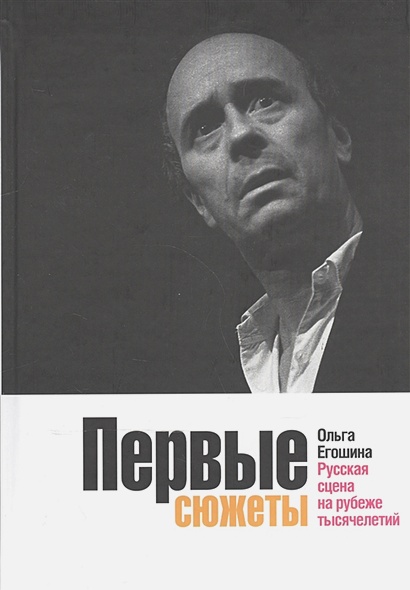 Первые
сюжеты
Ольга
Егошина
Русская
сцена
на рубеже
тысячелетий